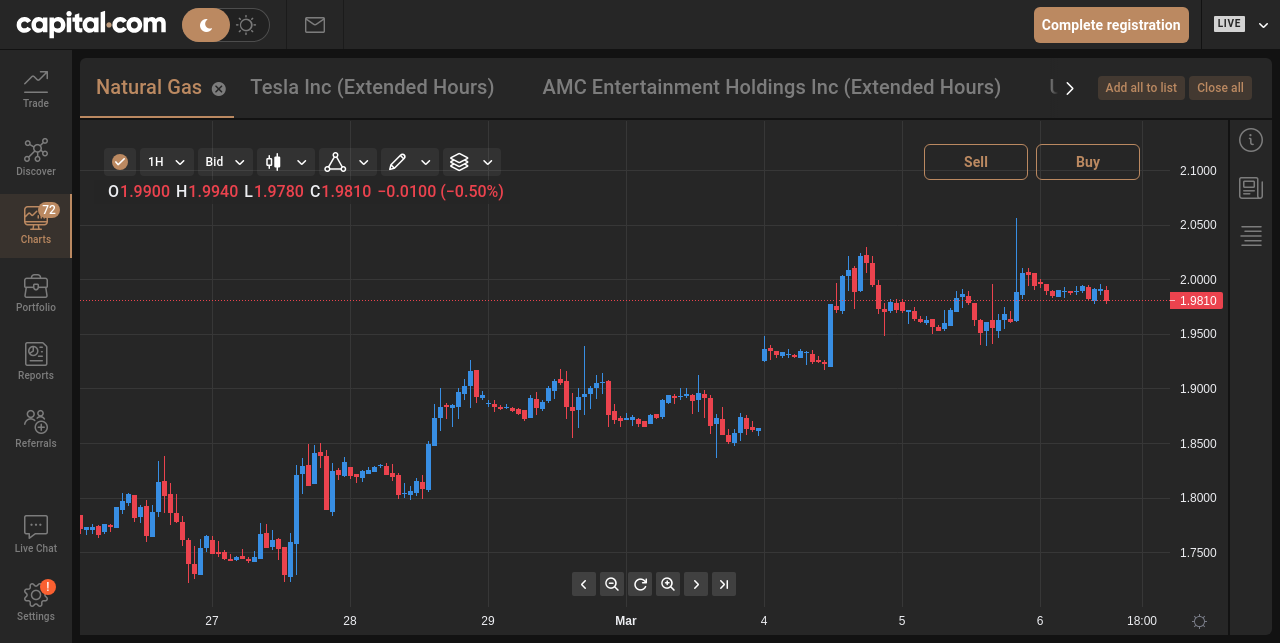 capital.com
Complete registration
LIVE
Natural Gas
Tesla Inc (Extended Hours)
AMC Entertainment Holdings Inc (Extended Hours)
Add all to list
Close all
Trade
Discover
72
Charts
Portfolio
Reports
Referrals
Live Chat
!
Settings
1H
Bid
Sell
Buy
O1.9900 H1.9940 L1.9780 C1.9810 −0.0100 (−0.50%)
2.1000
2.0500
2.0000
1.9810
1.9500
1.9000
1.8500
1.8000
1.7500
27
28
29
Mar
4
5
6
18:00